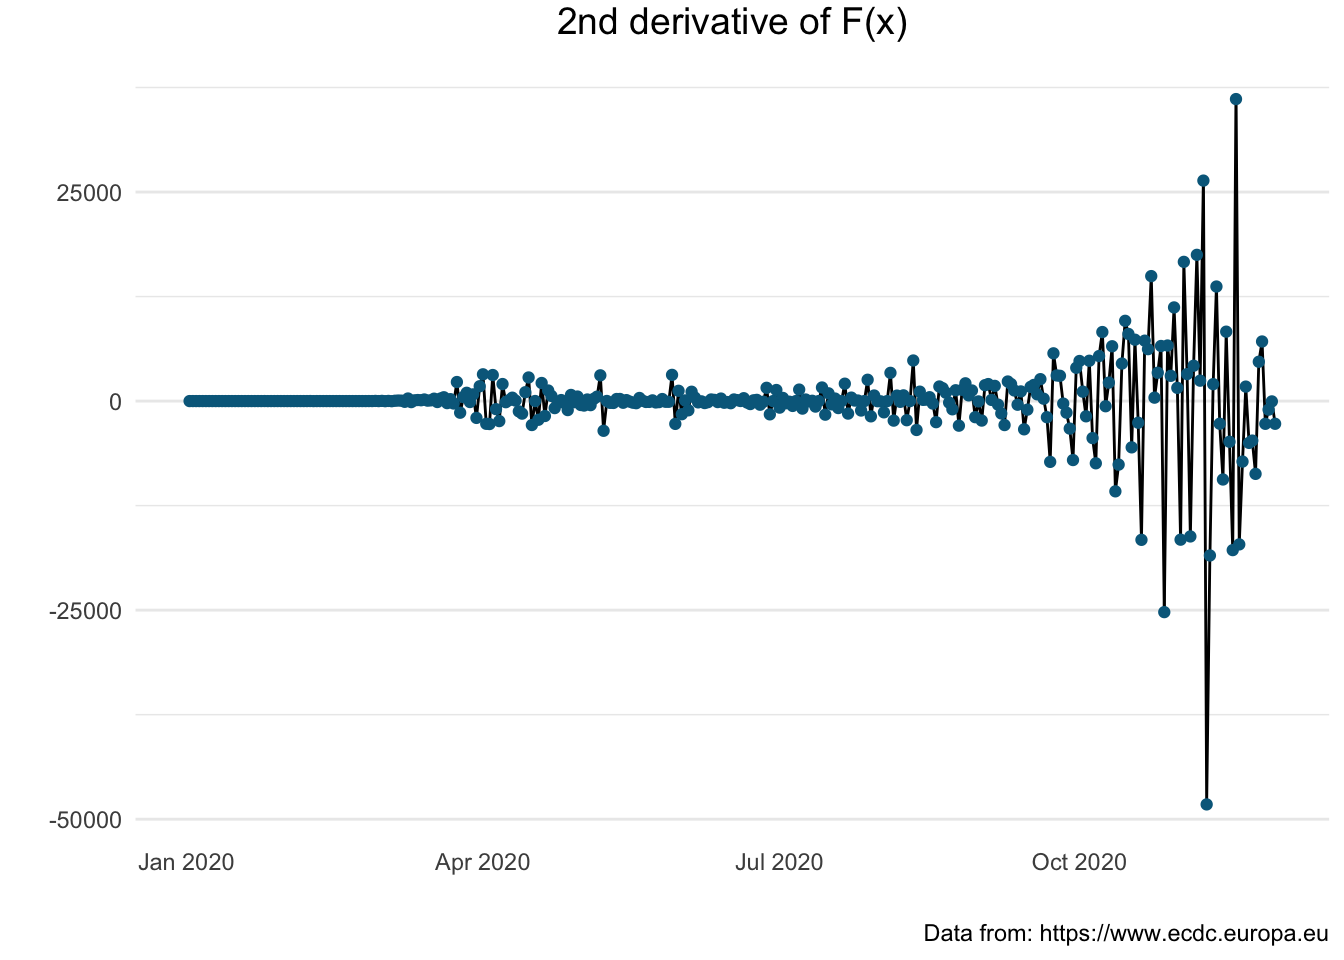 2nd derivative of F(x)
25000
0
-25000
-50000
Jan 2020 Apr 2020 Jul 2020 Oct 2020
Data from: https://www.ecdc.europa.eu